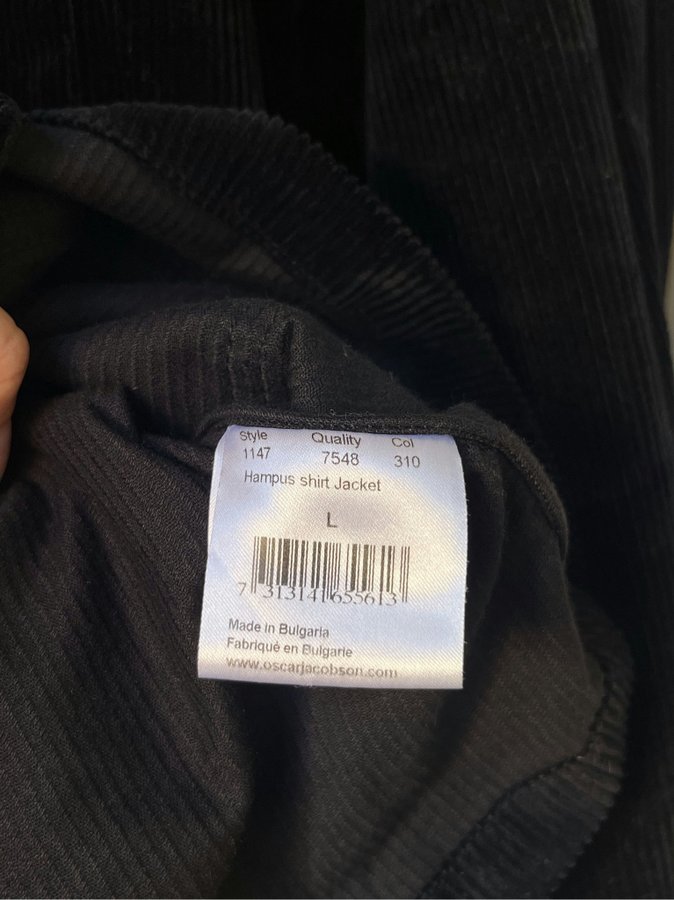 Style Quality Col
1147 7548 310
Hampus shirt Jacket
L
7 313141 655613
Made in Bulgaria
Fabriqué en Bulgarie
www.oscarjacobson.com